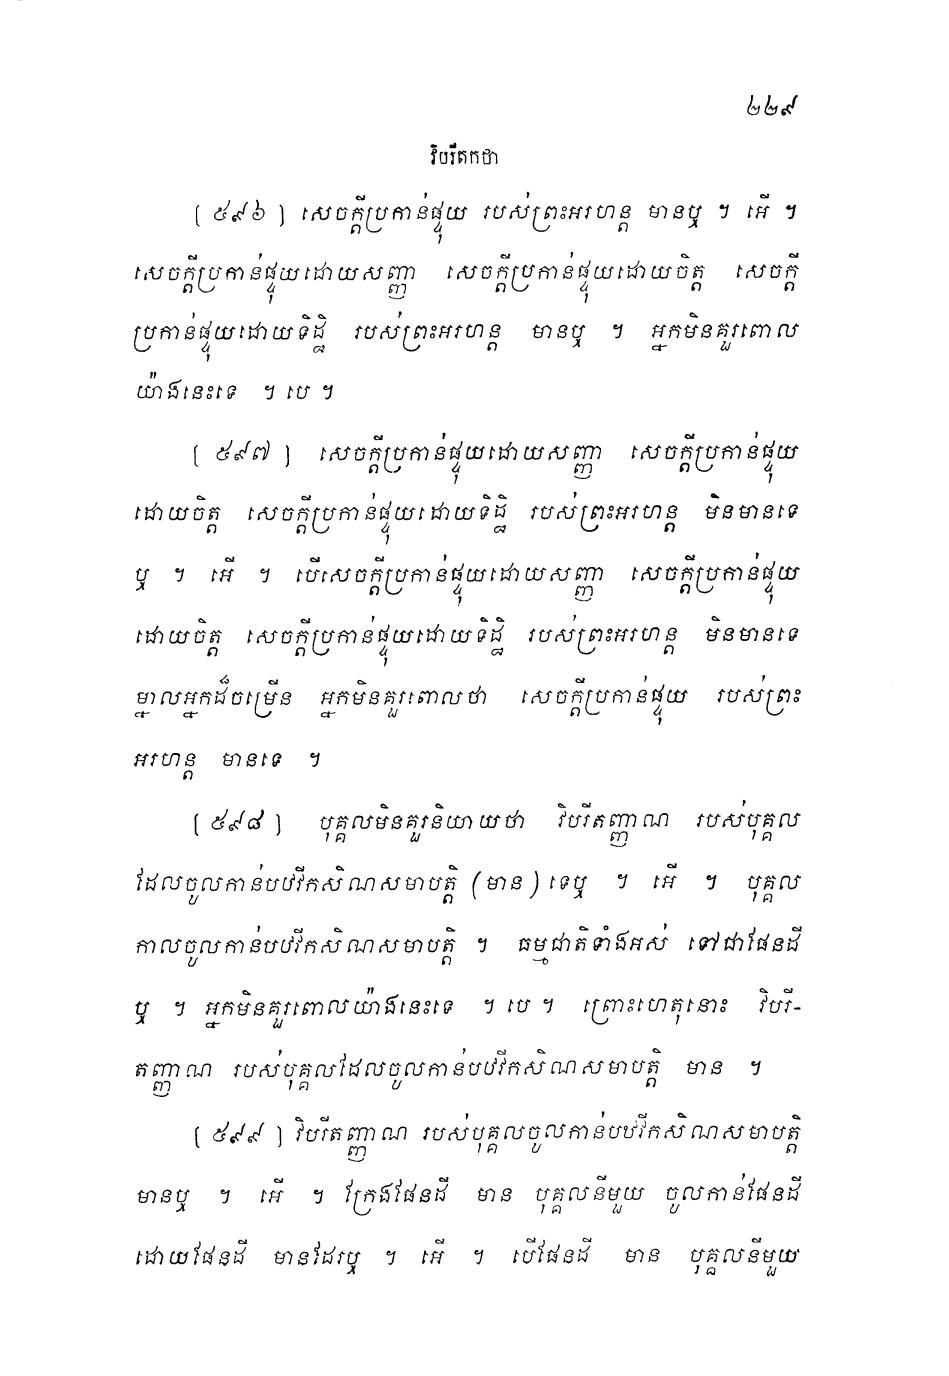 ២២៩
វិបរីតកថា
[ ៥៩៦ ] សេចក្តីប្រកាន់ផ្ទុយ របស់ព្រះអរហន្ត មានឬ ។ អើ ។
សេចក្តីប្រកាន់ផ្ទុយដោយសញ្ញា សេចក្តីប្រកាន់ផ្ទុយដោយចិត្ត សេចក្តី
ប្រកាន់ផ្ទុយដោយទិដ្ឋិ របស់ព្រះអរហន្ត មានឬ ។ អ្នកមិនគួរពោល
យ៉ាងនេះទេ ។ បេ ។
[ ៥៩៧ ] សេចក្តីប្រកាន់ផ្ទុយដោយសញ្ញា សេចក្តីប្រកាន់ផ្ទុយ
ដោយចិត្ត សេចក្តីប្រកាន់ផ្ទុយដោយទិដ្ឋិ របស់ព្រះអរហន្ត មិនមានទេ
ឬ ។ អើ ។ បើសេចក្តីប្រកាន់ផ្ទុយដោយសញ្ញា សេចក្តីប្រកាន់ផ្ទុយ
ដោយចិត្ត សេចក្តីប្រកាន់ផ្ទុយដោយទិដ្ឋិ របស់ព្រះអរហន្ត មិនមានទេ
ម្នាលអ្នកដ៏ចម្រើន អ្នកមិនគួរពោលថា សេចក្តីប្រកាន់ផ្ទុយ របស់ព្រះ
អរហន្ត មានទេ ។
[ ៥៩៨ ] បុគ្គលមិនគួរនិយាយថា វិបរីតញ្ញាណ របស់បុគ្គល
ដែលចូលកាន់បឋវីកសិណសមាបត្តិ (មាន) ទេឬ ។ អើ ។ បុគ្គល
កាលចូលកាន់បឋវីកសិណសមាបត្តិ ។ ធម្មជាតិទាំងអស់ ទៅជាផែនដី
ឬ ។ អ្នកមិនគួរពោលយ៉ាងនេះទេ ។ បេ ។ ព្រោះហេតុនោះ វិបរី-
តញ្ញាណ របស់បុគ្គលដែលចូលកាន់បឋវីកសិណសមាបត្តិ មាន ។
[ ៥៩៩ ] វិបរីតញ្ញាណ របស់បុគ្គលចូលកាន់បឋវីកសិណសមាបត្តិ
មានឬ ។ អើ ។ ក្រែងផែនដី មាន បុគ្គលនីមួយ ចូលកាន់ផែនដី
ដោយផែនដី មានដែរឬ ។ អើ ។ បើផែនដី មាន បុគ្គលនីមួយ